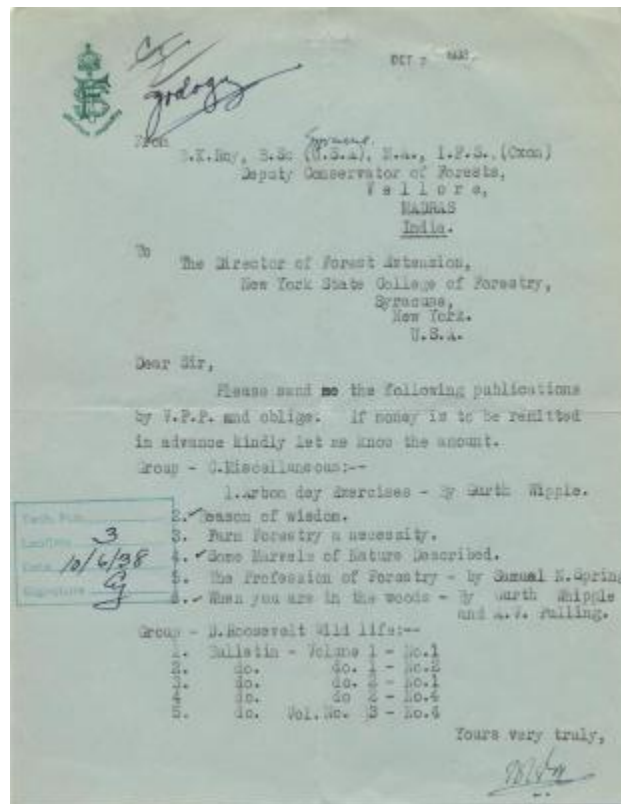 OCT 7
From
Syracuse
S.K.Roy, B.Sc (U.S.A), M.A., I.F.S., (Oxon)
Deputy Conservator of Forests,
Vellore,
MADRAS
India.
To
The Director of Forest Extension,
New York State College of Forestry,
Syracuse,
New York.
U.S.A.
Dear Sir,
Please send me the following publications
by V.P.P. and oblige. If money is to be remitted
in advance kindly let me know the amount.
Group - C.Miscellaneous:--
1.Arbon day Exercises - By Garth Wipple.
2. Season of wisdom.
3. Farm Forestry a necessity.
4. Some Marvels of Nature Described.
5. The Profession of Forestry - by Samuel N.Spring
6. When you are in the woods - By Garth Whipple
and A.V. Pulling.
3
10/6/38
Group - D.Roosevelt Wild life:--
1. Bulletin - Volume 1 - No.1
2. do. do. 1 - No.2
3. do. do. 2 - No.1
4 do. do 2 - No.4
5. do. Vol.No. 3 - No.4
Yours very truly,